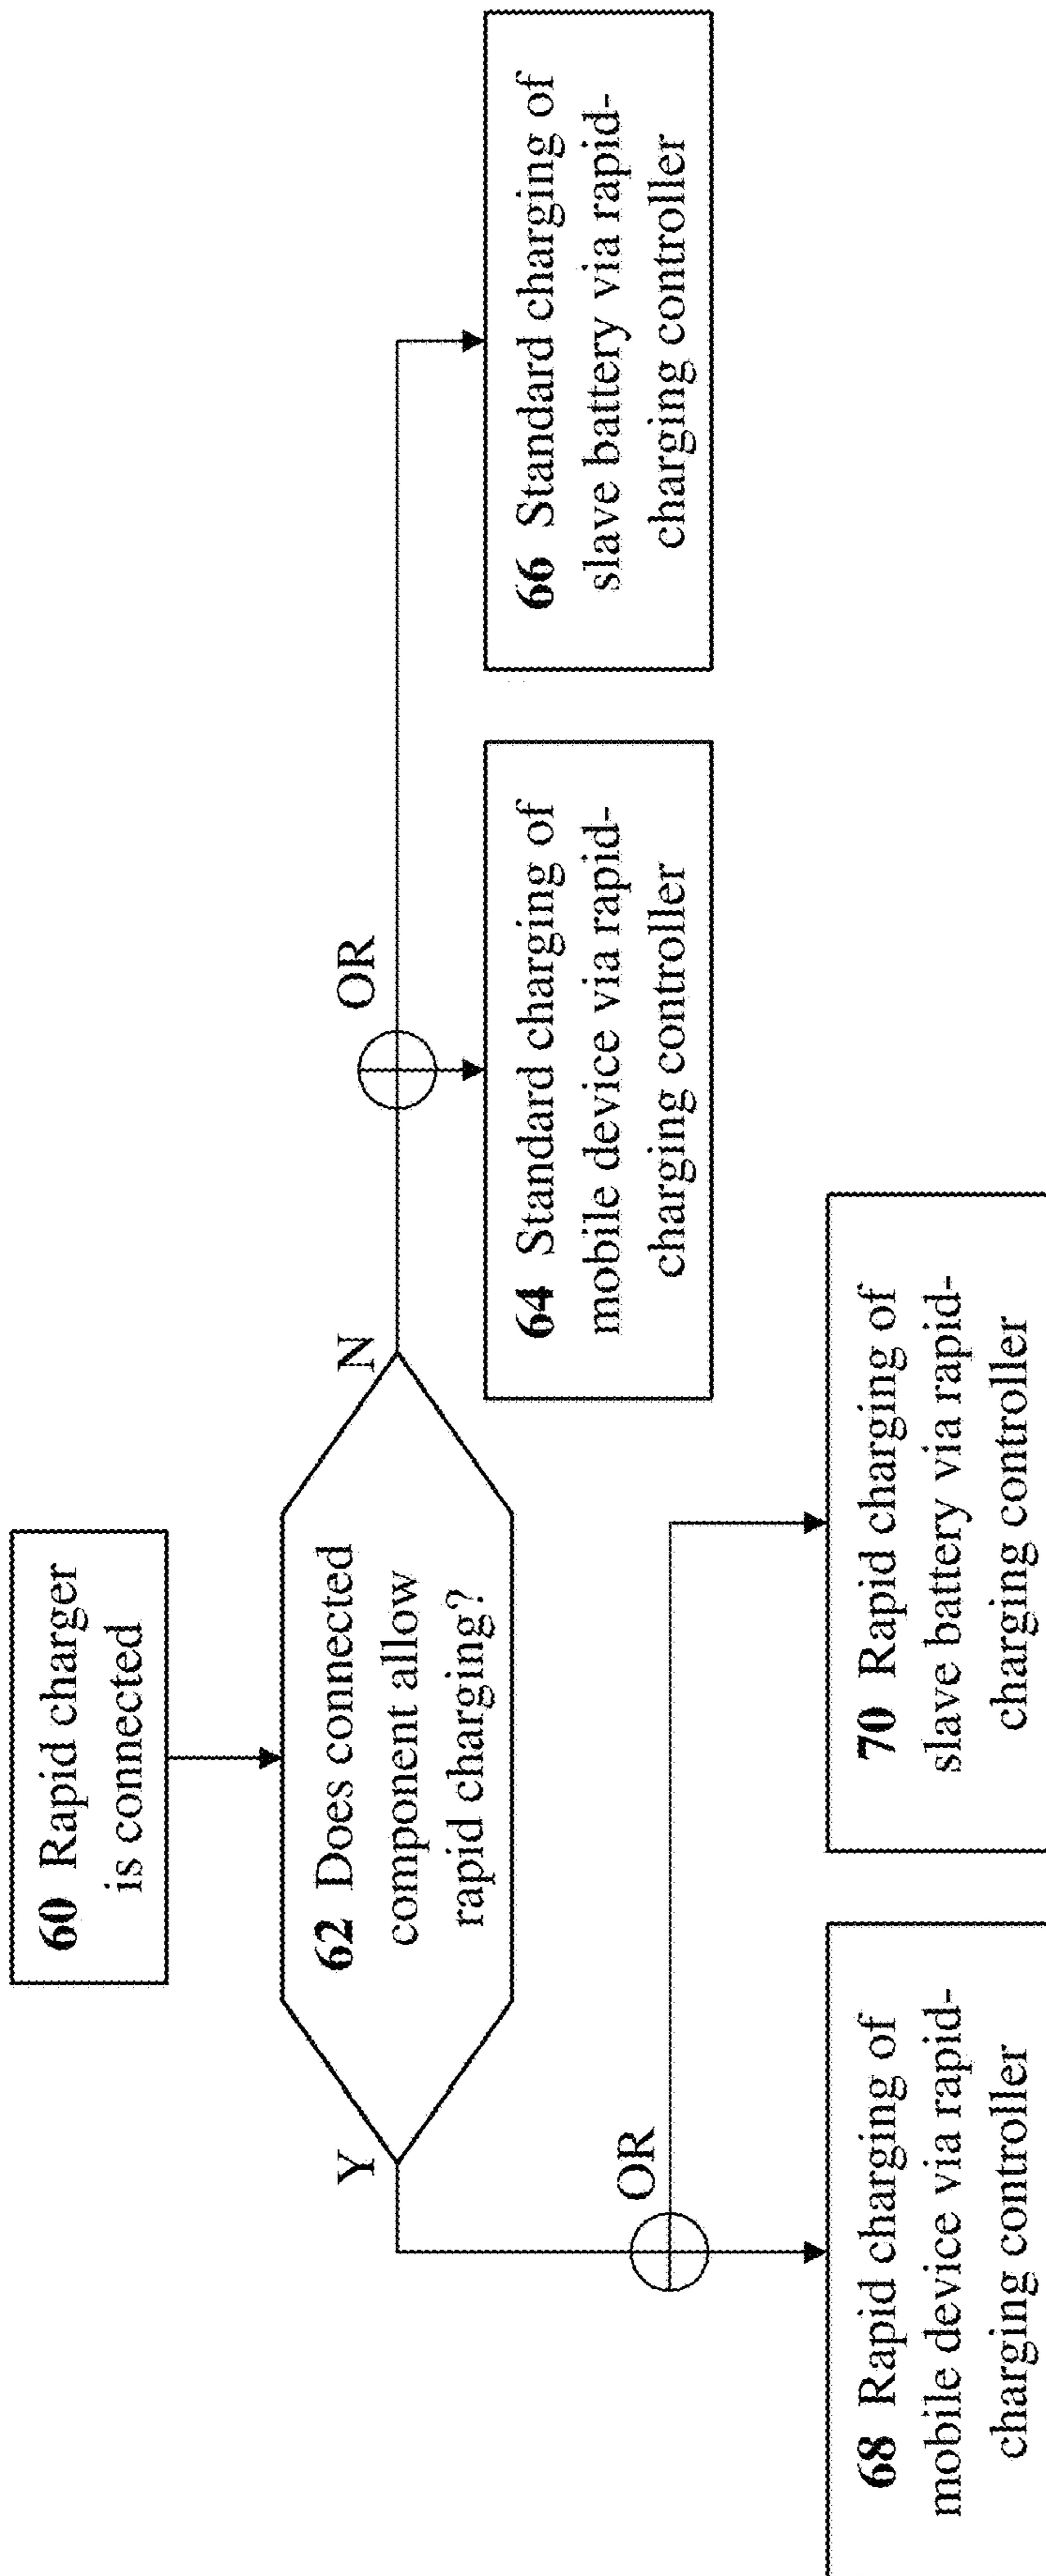 60 Rapid charger
is connected
62 Does connected
component allow
rapid charging?
Y
N
OR
64 Standard charging of
mobile device via rapid-
charging controller
66 Standard charging of
slave battery via rapid-
charging controller
OR
68 Rapid charging of
mobile device via rapid-
charging controller
70 Rapid charging of
slave battery via rapid-
charging controller